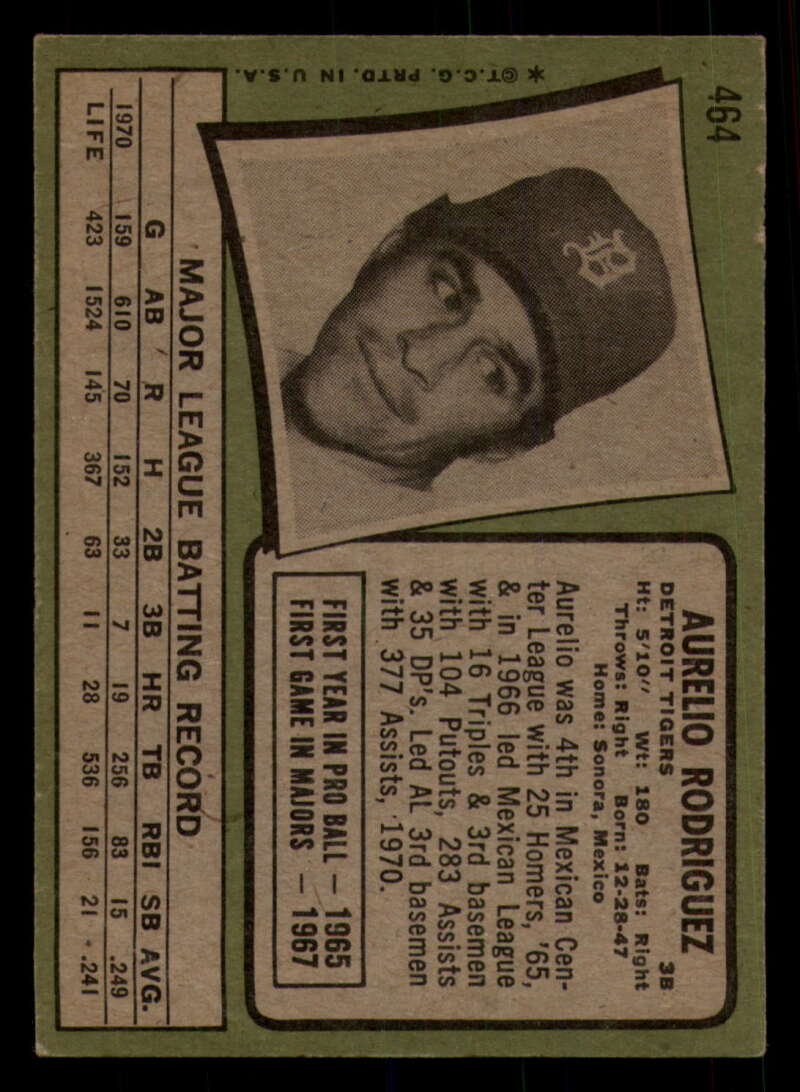 464
* ©T.C.G. PRTD. IN U.S.A.
AURELIO RODRIGUEZ
DETROIT TIGERS 3B
Ht: 5'10" Wt: 180 Bats: Right
Throws: Right Born: 12-28-47
Home: Sonora, Mexico
Aurelio was 4th in Mexican Cen-
ter League with 25 Homers, '65,
& in 1966 led Mexican League
with 16 Triples & 3rd basemen
with 104 Putouts, 283 Assists
& 35 DP's. Led AL 3rd basemen
with 377 Assists, 1970.
FIRST YEAR IN PRO BALL — 1965
FIRST GAME IN MAJORS — 1967
MAJOR LEAGUE BATTING RECORD
G AB R H 2B 3B HR TB RBI SB AVG.
1970 159 610 70 152 33 7 19 256 83 15 .249
LIFE 423 1524 145 367 63 11 28 536 156 21 .241